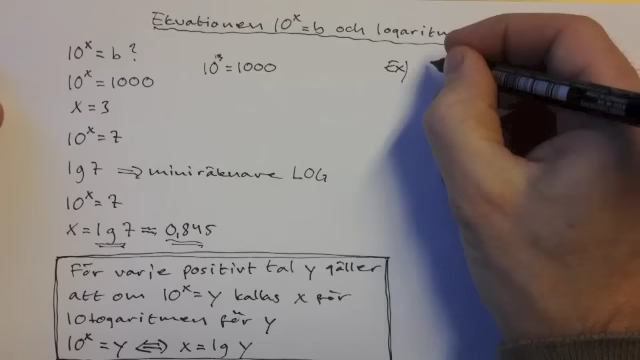 Ekvationen 10^x = b och logaritm
10^x = b ?
10^x = 1000
x = 3
10^x = 7
lg 7 => miniräknare LOG
10^x = 7
x = lg 7 ≈ 0,845
För varje positivt tal y gäller
att om 10^x = y kallas x för
10logaritmen för y
10^x = y <=> x = lg y
10^3 = 1000
Ex)